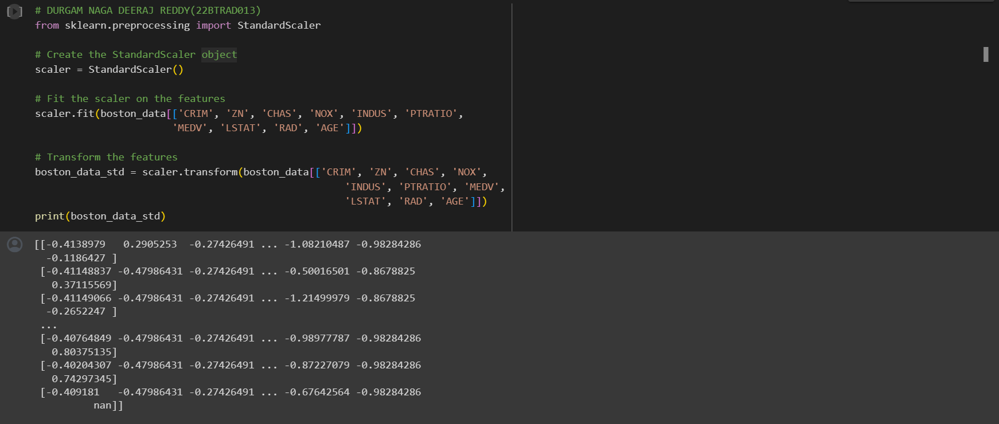 [ ] # DURGAM NAGA DEERAJ REDDY(22BTRAD013)
from sklearn.preprocessing import StandardScaler
# Create the StandardScaler object
scaler = StandardScaler()
# Fit the scaler on the features
scaler.fit(boston_data[['CRIM', 'ZN', 'CHAS', 'NOX', 'INDUS', 'PTRATIO',
'MEDV', 'LSTAT', 'RAD', 'AGE']])
# Transform the features
boston_data_std = scaler.transform(boston_data[['CRIM', 'ZN', 'CHAS', 'NOX',
'INDUS', 'PTRATIO', 'MEDV',
'LSTAT', 'RAD', 'AGE']])
print(boston_data_std)
[[-0.4138979   0.2905253  -0.27426491 ... -1.08210487 -0.98284286
-0.1186427 ]
[-0.41148837 -0.47986431 -0.27426491 ... -0.50016501 -0.8678825
0.37115569]
[-0.41149066 -0.47986431 -0.27426491 ... -1.21499979 -0.8678825
-0.2652247 ]
...
[-0.40764849 -0.47986431 -0.27426491 ... -0.98977787 -0.98284286
0.80375135]
[-0.40204307 -0.47986431 -0.27426491 ... -0.87227079 -0.98284286
0.74297345]
[-0.409181   -0.47986431 -0.27426491 ... -0.67642564 -0.98284286
nan]]